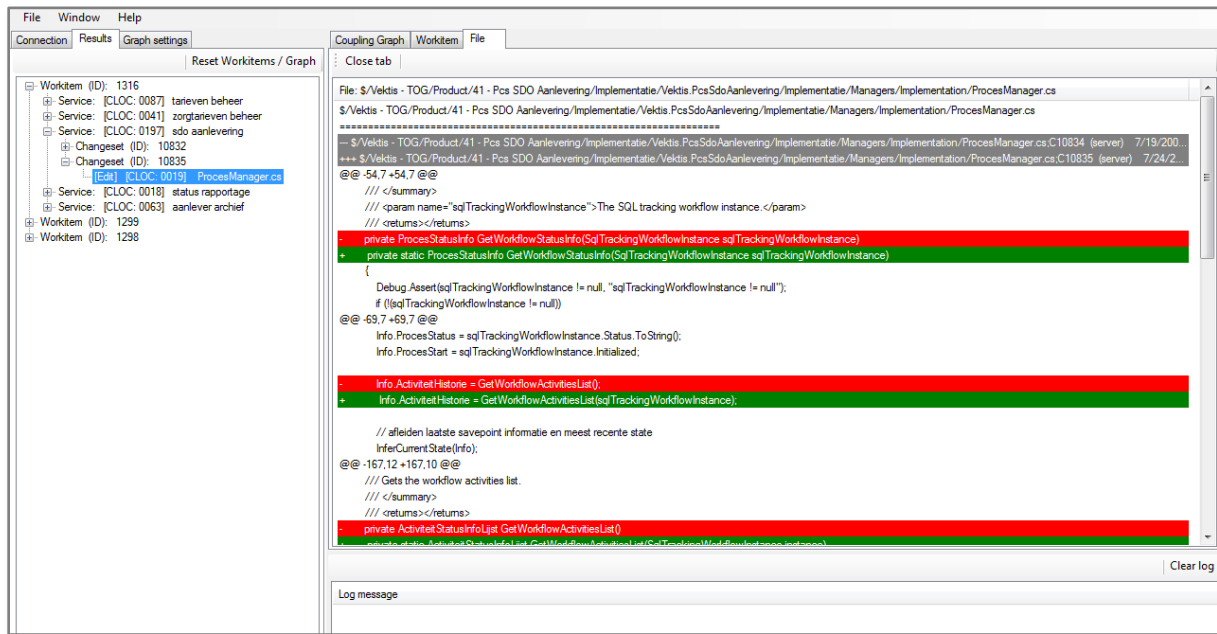 File Window Help
Connection Results Graph settings
Reset Workitems / Graph
Workitem (ID): 1316
Service: [CLOC: 0087] tarieven beheer
Service: [CLOC: 0041] zorgtarieven beheer
Service: [CLOC: 0197] sdo aanlevering
Changeset (ID): 10832
Changeset (ID): 10835
[Edit] [CLOC: 0019] ProcesManager.cs
Service: [CLOC: 0018] status rapportage
Service: [CLOC: 0063] aanlever archief
Workitem (ID): 1299
Workitem (ID): 1298
Coupling Graph Workitem File
Close tab
File: $/Vektis - TOG/Product/41 - Pcs SDO Aanlevering/Implementatie/Vektis.PcsSdoAanlevering/Implementatie/Managers/Implementation/ProcesManager.cs
$/Vektis - TOG/Product/41 - Pcs SDO Aanlevering/Implementatie/Vektis.PcsSdoAanlevering/Implementatie/Managers/Implementation/ProcesManager.cs
===================================================================
--- $/Vektis - TOG/Product/41 - Pcs SDO Aanlevering/Implementatie/Vektis.PcsSdoAanlevering/Implementatie/Managers/Implementation/ProcesManager.cs;C10834 (server) 7/19/200...
+++ $/Vektis - TOG/Product/41 - Pcs SDO Aanlevering/Implementatie/Vektis.PcsSdoAanlevering/Implementatie/Managers/Implementation/ProcesManager.cs;C10835 (server) 7/24/2...
@@ -54,7 +54,7 @@
/// </summary>
/// <param name="sqlTrackingWorkflowInstance">The SQL tracking workflow instance.</param>
/// <returns></returns>
- private ProcesStatusInfo GetWorkflowStatusInfo(SqlTrackingWorkflowInstance sqlTrackingWorkflowInstance)
+ private static ProcesStatusInfo GetWorkflowStatusInfo(SqlTrackingWorkflowInstance sqlTrackingWorkflowInstance)
{
Debug.Assert(sqlTrackingWorkflowInstance != null, "sqlTrackingWorkflowInstance != null");
if (!(sqlTrackingWorkflowInstance != null))
@@ -69,7 +69,7 @@
Info.ProcesStatus = sqlTrackingWorkflowInstance.Status.ToString();
Info.ProcesStart = sqlTrackingWorkflowInstance.Initialized;
- Info.ActiviteitHistorie = GetWorkflowActivitiesList();
+ Info.ActiviteitHistorie = GetWorkflowActivitiesList(sqlTrackingWorkflowInstance);
// afleiden laatste savepoint informatie en meest recente state
InferCurrentState(Info);
@@ -167,12 +167,10 @@
/// Gets the workflow activities list.
/// </summary>
/// <returns></returns>
- private ActiviteitStatusInfoLijst GetWorkflowActivitiesList()
+ private static ActiviteitStatusInfoLijst GetWorkflowActivitiesList(SqlTrackingWorkflowInstance instance)
Clear log
Log message